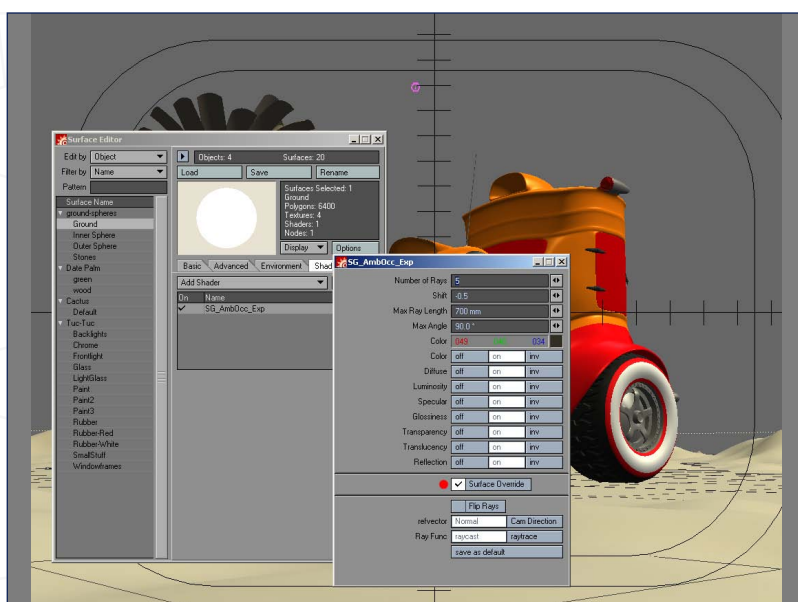 Surface Editor
Edit by Object
Filter by Name
Pattern
Surface Name
ground-spheres
Ground
Inner Sphere
Outer Sphere
Stones
Date Palm
green
wood
Cactus
Default
Tuc-Tuc
Backlights
Chrome
Frontlight
Glass
LightGlass
Paint
Paint2
Paint3
Rubber
Rubber-Red
Rubber-White
SmallStuff
Windowframes
Objects: 4 Surfaces: 20
Load Save Rename
Surfaces Selected: 1
Ground
Polygons: 6400
Textures: 4
Shaders: 1
Nodes: 1
Display Options
Basic Advanced Environment Shad
Add Shader
On Name
SG_AmbOcc_Exp
SG_AmbOcc_Exp
Number of Rays 5
Shift -0.5
Max Ray Length 700 mm
Max Angle 90.0 °
Color 049 034
Color off on inv
Diffuse off on inv
Luminosity off on inv
Specular off on inv
Glossiness off on inv
Transparency off on inv
Translucency off on inv
Reflection off on inv
Surface Override
Flip Rays
refvector Normal Cam Direction
Ray Func raycast raytrace
save as default